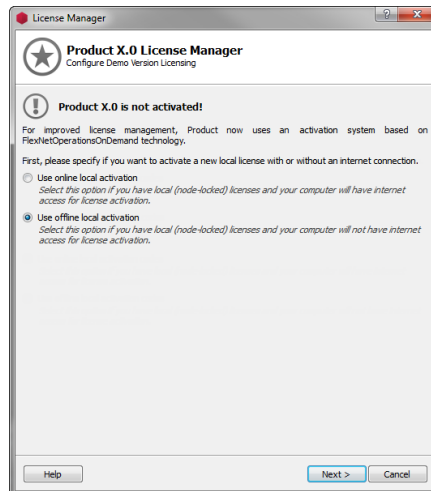 License Manager
Product X.0 License Manager
Configure Demo Version Licensing
Product X.0 is not activated!
For improved license management, Product now uses an activation system based on
FlexNetOperationsOnDemand technology.
First, please specify if you want to activate a new local license with or without an internet connection.
Use online local activation
Select this option if you have local (node-locked) licenses and your computer will have internet
access for license activation.
Use offline local activation
Select this option if you have local (node-locked) licenses and your computer will not have internet
access for license activation.
Help
Next >
Cancel